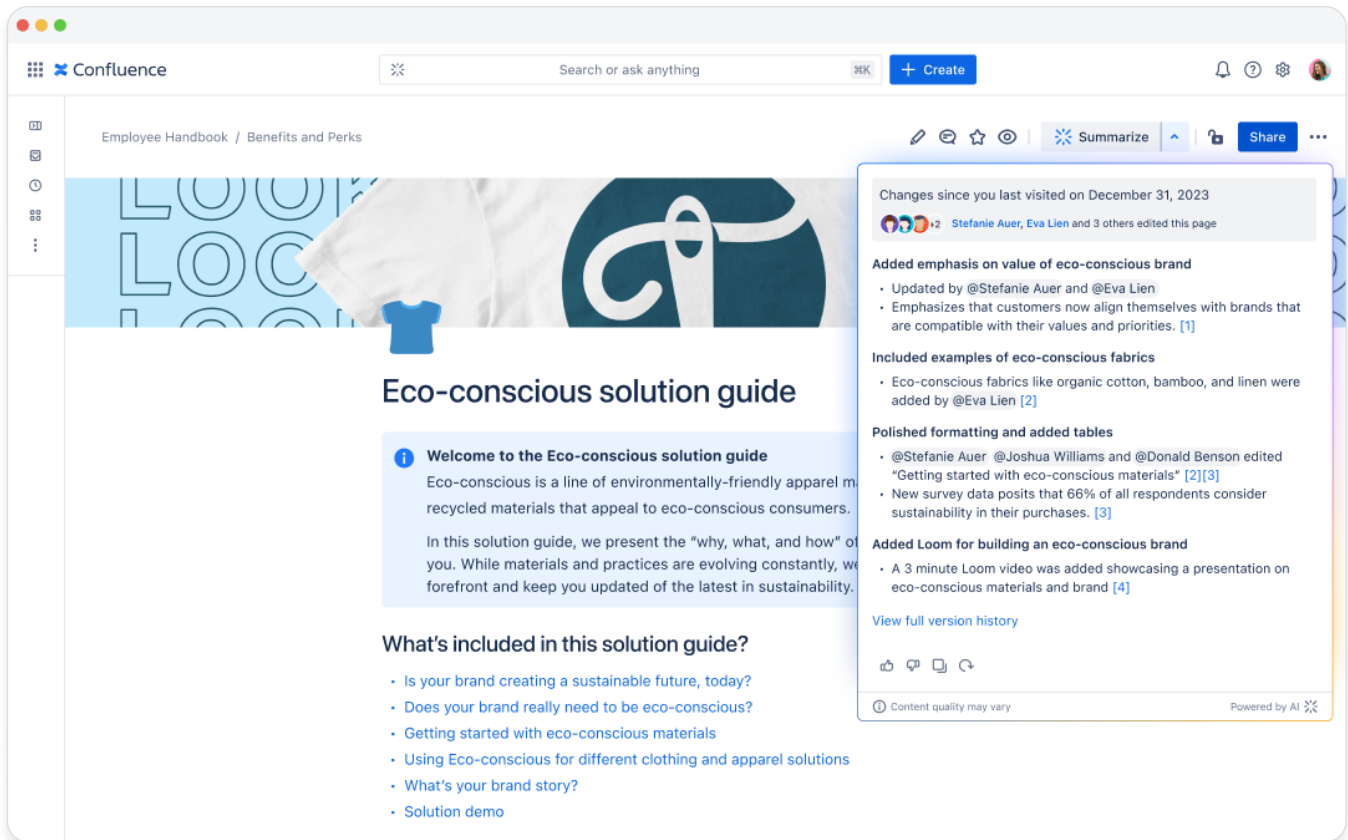 Confluence
Search or ask anything
⌘K
+ Create
Employee Handbook / Benefits and Perks
Summarize
Share
LOOK
LOO
Changes since you last visited on December 31, 2023
+2 Stefanie Auer, Eva Lien and 3 others edited this page
Added emphasis on value of eco-conscious brand
• Updated by @Stefanie Auer and @Eva Lien
• Emphasizes that customers now align themselves with brands that
are compatible with their values and priorities. [1]
Included examples of eco-conscious fabrics
• Eco-conscious fabrics like organic cotton, bamboo, and linen were
added by @Eva Lien [2]
Polished formatting and added tables
• @Stefanie Auer @Joshua Williams and @Donald Benson edited
“Getting started with eco-conscious materials” [2][3]
• New survey data posits that 66% of all respondents consider
sustainability in their purchases. [3]
Added Loom for building an eco-conscious brand
• A 3 minute Loom video was added showcasing a presentation on
eco-conscious materials and brand [4]
View full version history
Content quality may vary
Powered by AI
Eco-conscious solution guide
Welcome to the Eco-conscious solution guide
Eco-conscious is a line of environmentally-friendly apparel
recycled materials that appeal to eco-conscious consumers.
In this solution guide, we present the “why, what, and how”
you. While materials and practices are evolving constantly,
forefront and keep you updated of the latest in sustainability.
What’s included in this solution guide?
• Is your brand creating a sustainable future, today?
• Does your brand really need to be eco-conscious?
• Getting started with eco-conscious materials
• Using Eco-conscious for different clothing and apparel solutions
• What’s your brand story?
• Solution demo